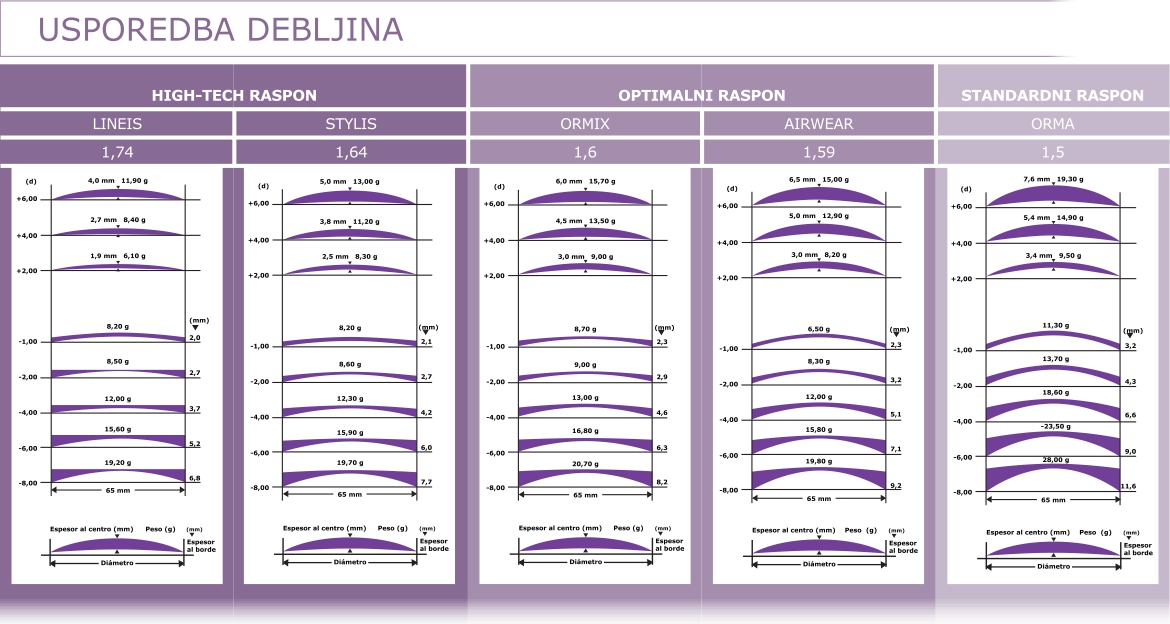 USPOREDBA DEBLJINA
HIGH-TECH RASPON OPTIMALNI RASPON STANDARDNI RASPON
LINEIS STYLIS ORMIX AIRWEAR ORMA
1,74 1,64 1,6 1,59 1,5
(d)
4,0 mm 11,90 g
+6,00
2,7 mm 8,40 g
+4,00
1,9 mm 6,10 g
+2,00
8,20 g
(mm)
-1,00 2,0
8,50 g
-2,00 2,7
12,00 g
-4,00 3,7
15,60 g
-6,00 5,2
19,20 g
-8,00 6,8
65 mm
Espesor al centro (mm) Peso (g) (mm)
Espesor
al borde
Diámetro
(d)
5,0 mm 13,00 g
+6,00
3,8 mm 11,20 g
+4,00
2,5 mm 8,30 g
+2,00
8,20 g
(mm)
-1,00 2,1
8,60 g
-2,00 2,7
12,30 g
-4,00 4,2
15,90 g
-6,00 6,0
19,70 g
-8,00 7,7
65 mm
Espesor al centro (mm) Peso (g) (mm)
Espesor
al borde
Diámetro
(d)
6,0 mm 15,70 g
+6,00
4,5 mm 13,50 g
+4,00
3,0 mm 9,00 g
+2,00
8,70 g
(mm)
-1,00 2,3
9,00 g
-2,00 2,9
13,00 g
-4,00 4,6
16,80 g
-6,00 6,3
20,70 g
-8,00 8,2
65 mm
Espesor al centro (mm) Peso (g) (mm)
Espesor
al borde
Diámetro
(d)
6,5 mm 15,00 g
+6,00
5,0 mm 12,90 g
+4,00
3,0 mm 8,20 g
+2,00
6,50 g
(mm)
-1,00 2,3
8,30 g
-2,00 3,2
12,00 g
-4,00 5,1
15,80 g
-6,00 7,1
19,80 g
-8,00 9,2
65 mm
Espesor al centro (mm) Peso (g) (mm)
Espesor
al borde
Diámetro
(d)
7,6 mm 19,30 g
+6,00
5,4 mm 14,90 g
+4,00
3,4 mm 9,50 g
+2,00
11,30 g
(mm)
-1,00 3,2
13,70 g
-2,00 4,3
18,60 g
-4,00 6,6
-23,50 g
-6,00 9,0
28,00 g
-8,00 11,6
65 mm
Espesor al centro (mm) Peso (g) (mm)
Espesor
al borde
Diámetro